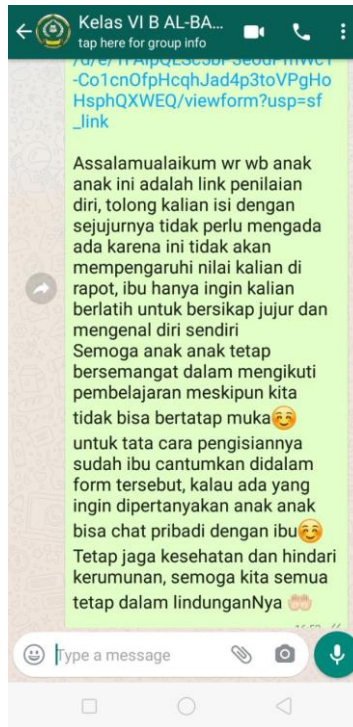 Kelas VI B AL-BA...
tap here for group info
-Co1cnOfpHcqhJad4p3toVPgHo
HsphQXWEQ/viewform?usp=sf
_link
Assalamualaikum wr wb anak
anak ini adalah link penilaian
diri, tolong kalian isi dengan
sejujurnya tidak perlu mengada
ada karena ini tidak akan
mempengaruhi nilai kalian di
rapot, ibu hanya ingin kalian
berlatih untuk bersikap jujur dan
mengenal diri sendiri
Semoga anak anak tetap
bersemangat dalam mengikuti
pembelajaran meskipun kita
tidak bisa bertatap muka☺️
untuk tata cara pengisiannya
sudah ibu cantumkan didalam
form tersebut, kalau ada yang
ingin dipertanyakan anak anak
bisa chat pribadi dengan ibu☺️
Tetap jaga kesehatan dan hindari
kerumunan, semoga kita semua
tetap dalam lindunganNya 🤲🏻
Type a message